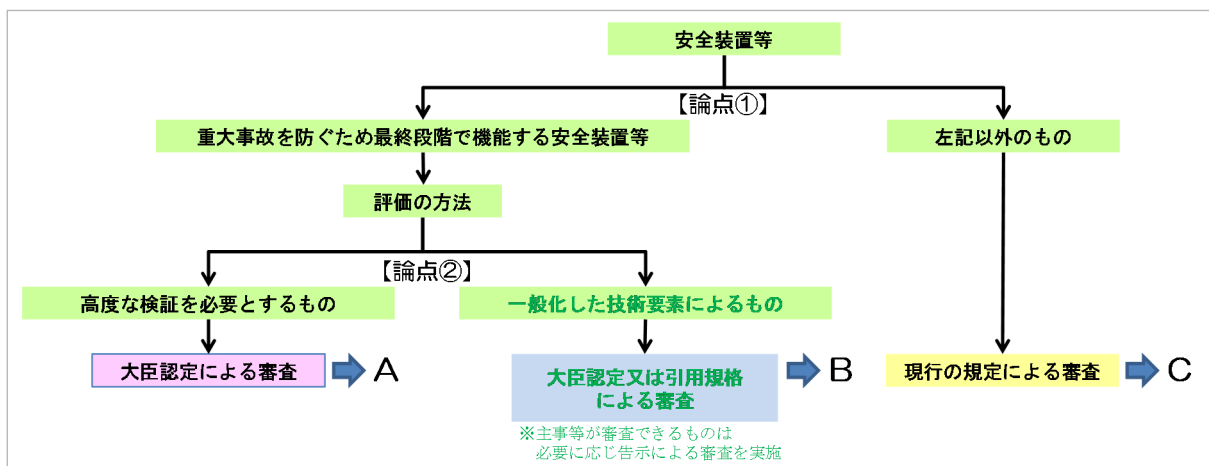 安全装置等
【論点①】
重大事故を防ぐため最終段階で機能する安全装置等
左記以外のもの
評価の方法
【論点②】
高度な検証を必要とするもの
一般化した技術要素によるもの
大臣認定による審査
A
大臣認定又は引用規格
による審査
B
現行の規定による審査
C
※主事等が審査できるものは
必要に応じ告示による審査を実施